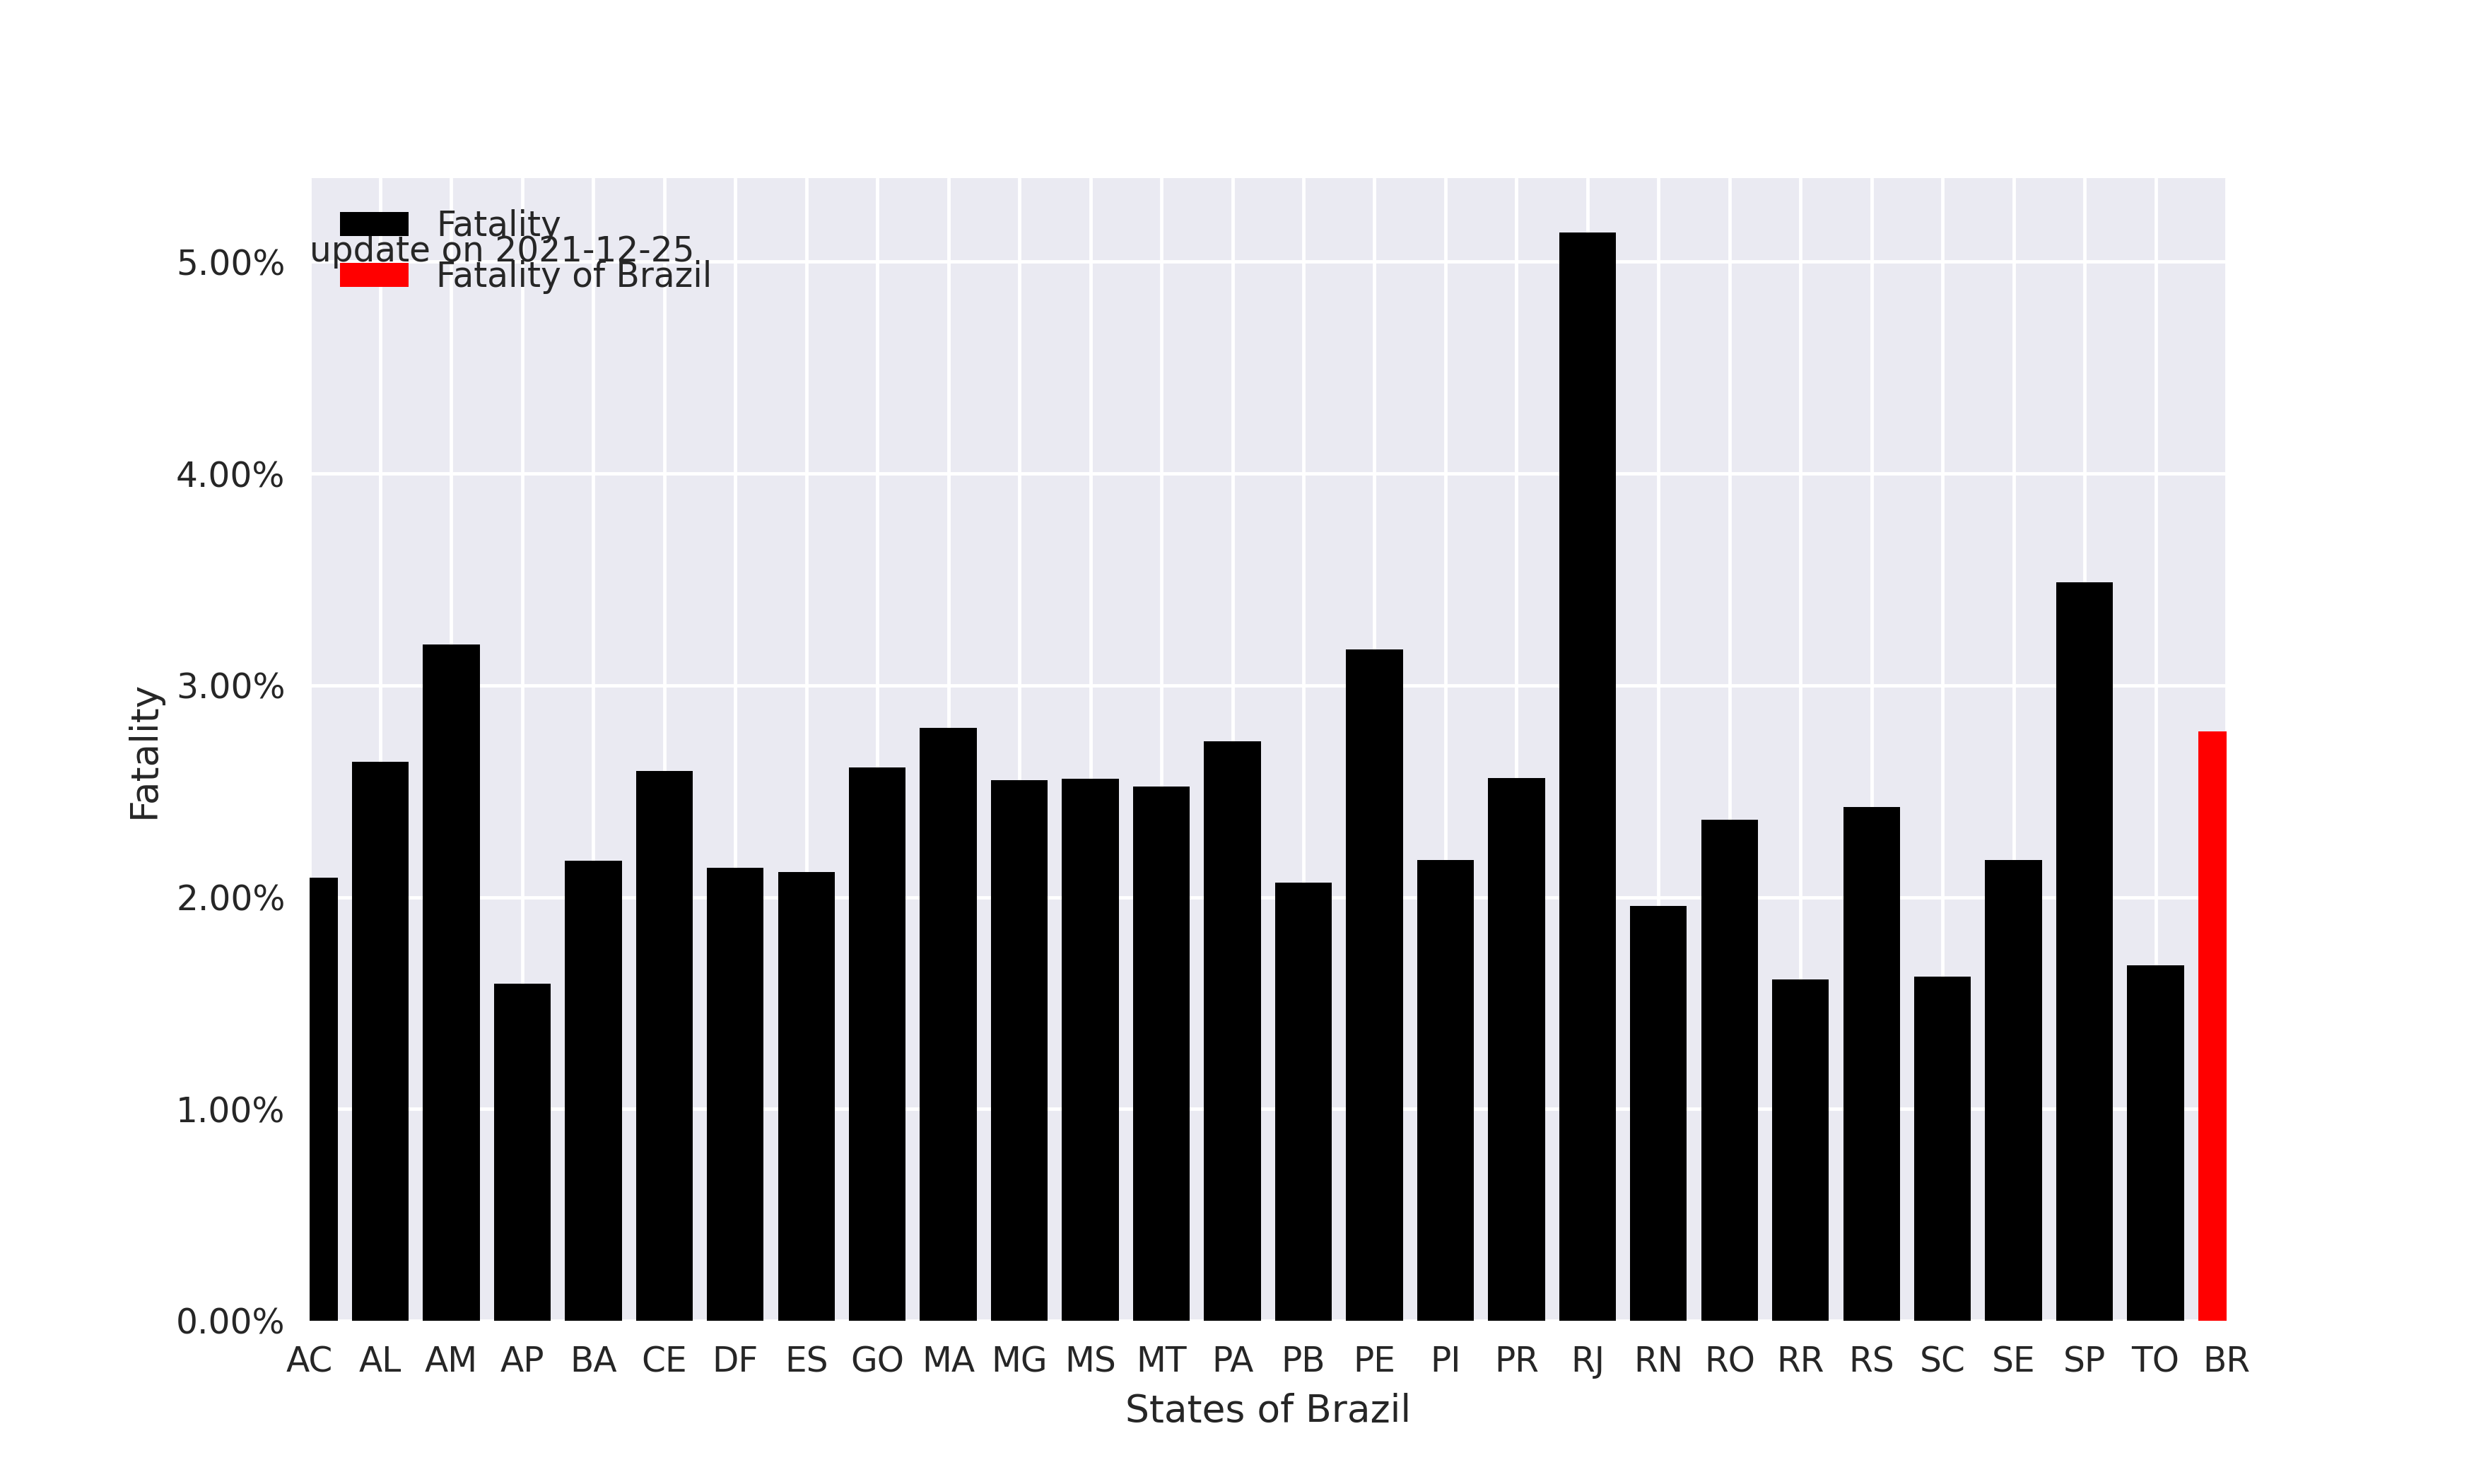 Fatality
update on 2021-12-25
Fatality of Brazil
5.00%
4.00%
3.00%
2.00%
1.00%
0.00%
Fatality
AC AL AM AP BA CE DF ES GO MA MG MS MT PA PB PE PI PR RJ RN RO RR RS SC SE SP TO BR
States of Brazil